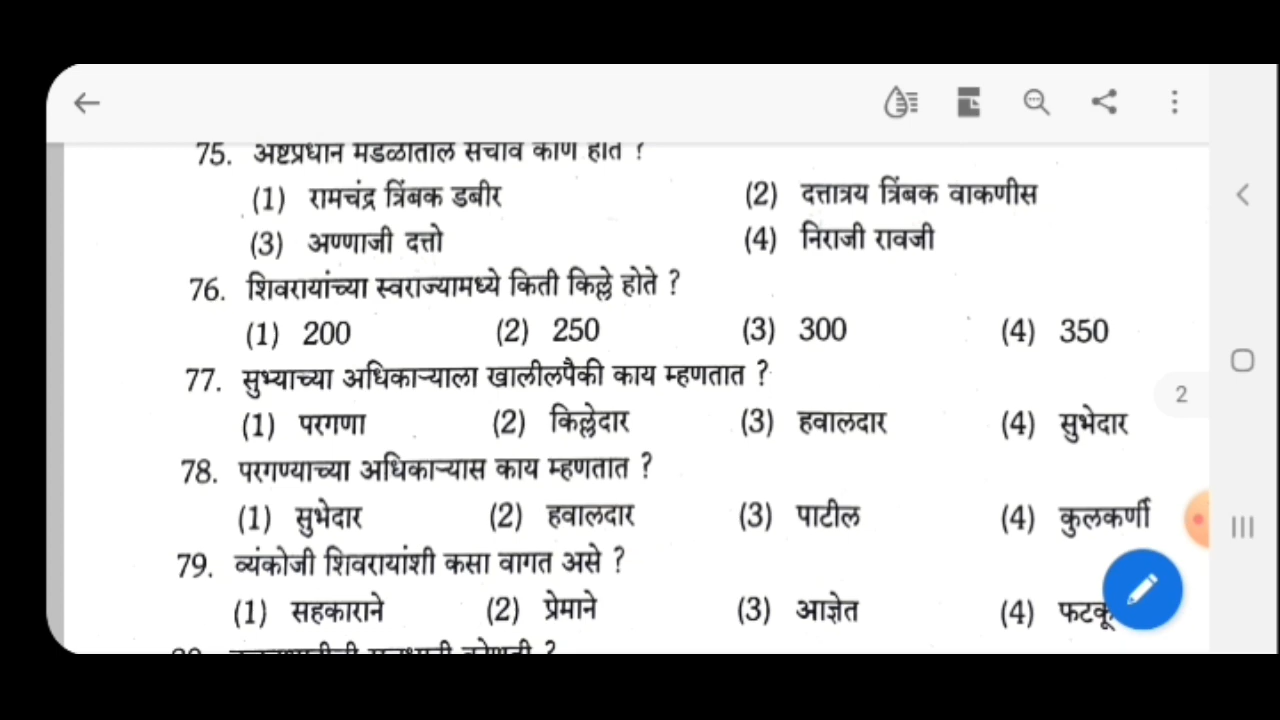 75. अष्टप्रधान मंडळातील सचिव कोण होते ?
(1) रामचंद्र त्रिंबक डबीर (2) दत्तात्रय त्रिंबक वाकणीस
(3) अण्णाजी दत्तो (4) निराजी रावजी
76. शिवरायांच्या स्वराज्यामध्ये किती किल्ले होते ?
(1) 200 (2) 250 (3) 300 (4) 350
77. सुभ्याच्या अधिकाऱ्याला खालीलपैकी काय म्हणतात ?
2
(1) परगणा (2) किल्लेदार (3) हवालदार (4) सुभेदार
78. परगण्याच्या अधिकाऱ्यास काय म्हणतात ?
(1) सुभेदार (2) हवालदार (3) पाटील (4) कुलकर्णी
79. व्यंकोजी शिवरायांशी कसा वागत असे ?
(1) सहकाराने (2) प्रेमाने (3) आज्ञेत (4)